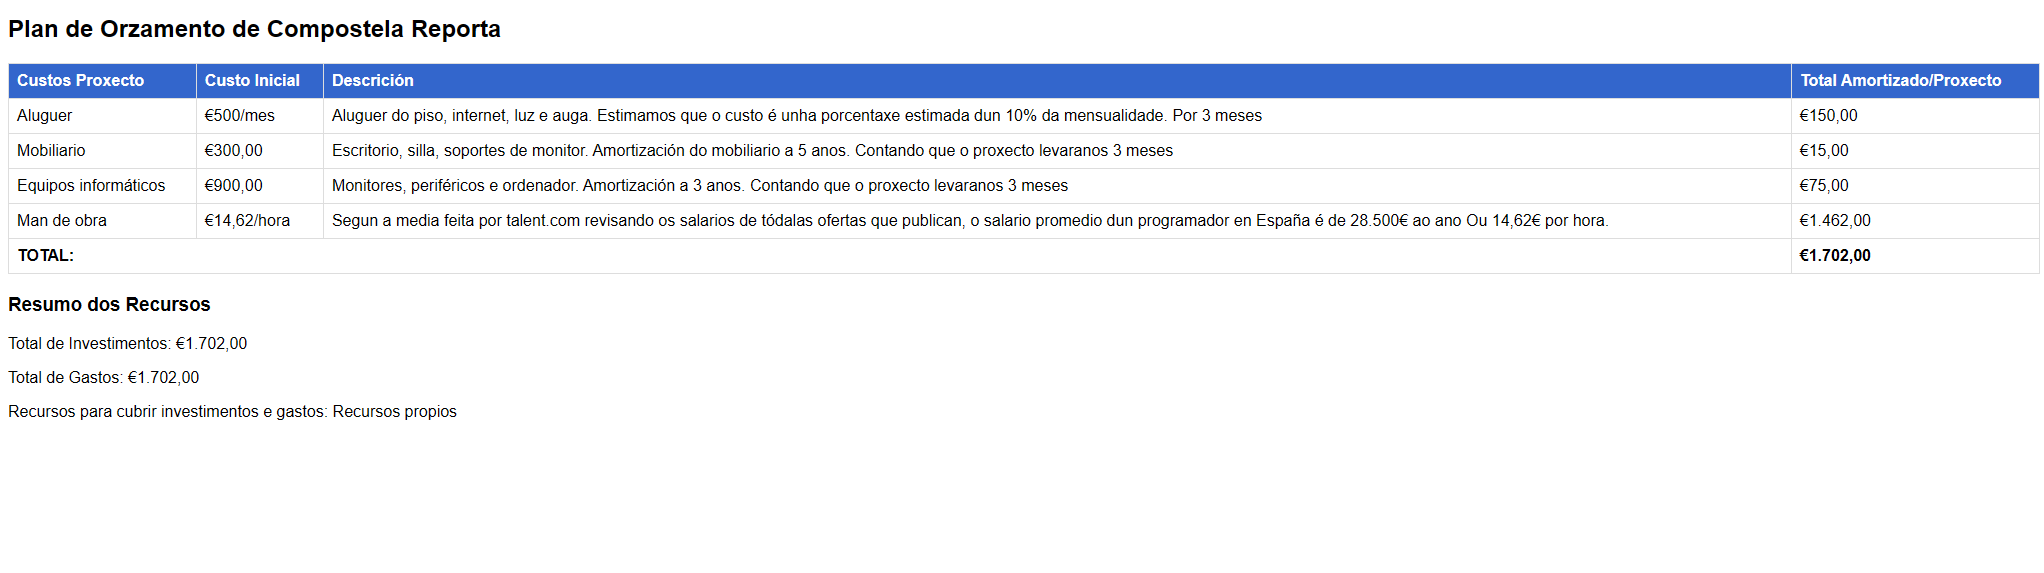 Plan de Orzamento de Compostela Reporta
Custos Proxecto Custo Inicial Descrición Total Amortizado/Proxecto
Aluguer €500/mes Aluguer do piso, internet, luz e auga. Estimamos que o custo é unha porcentaxe estimada dun 10% da mensualidade. Por 3 meses €150,00
Mobiliario €300,00 Escritorio, silla, soportes de monitor. Amortización do mobiliario a 5 anos. Contando que o proxecto levaranos 3 meses €15,00
Equipos informáticos €900,00 Monitores, periféricos e ordenador. Amortización a 3 anos. Contando que o proxecto levaranos 3 meses €75,00
Man de obra €14,62/hora Segun a media feita por talent.com revisando os salarios de tódalas ofertas que publican, o salario promedio dun programador en España é de 28.500€ ao ano Ou 14,62€ por hora. €1.462,00
TOTAL: €1.702,00
Resumo dos Recursos
Total de Investimentos: €1.702,00
Total de Gastos: €1.702,00
Recursos para cubrir investimentos e gastos: Recursos propios